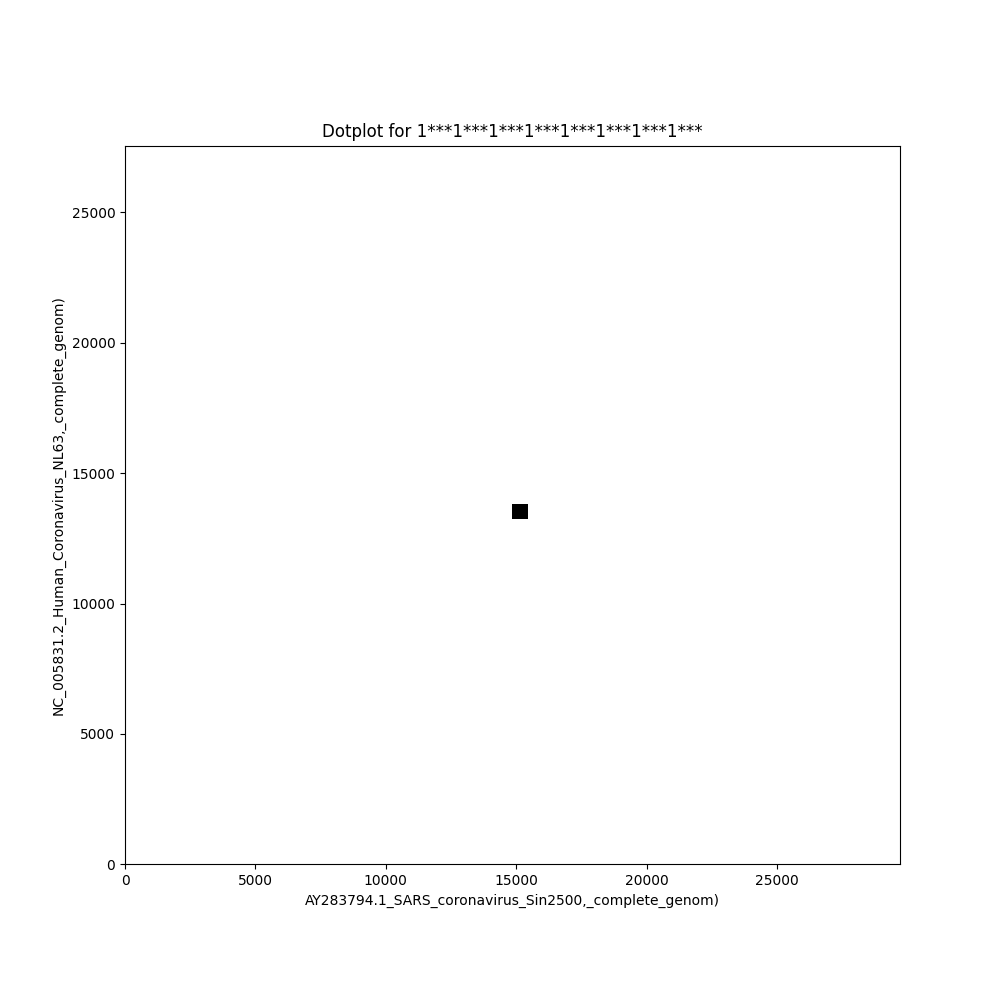 Dotplot for 1***1***1***1***1***1***1***1***
25000
20000
15000
10000
5000
0
NC_005831.2_Human_Coronavirus_NL63,_complete_genom)
0 5000 10000 15000 20000 25000
AY283794.1_SARS_coronavirus_Sin2500,_complete_genom)